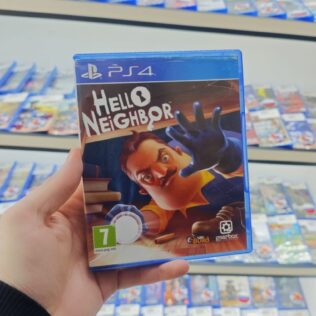 PS4
HELLO
NEIGHBOR
7
gearbox